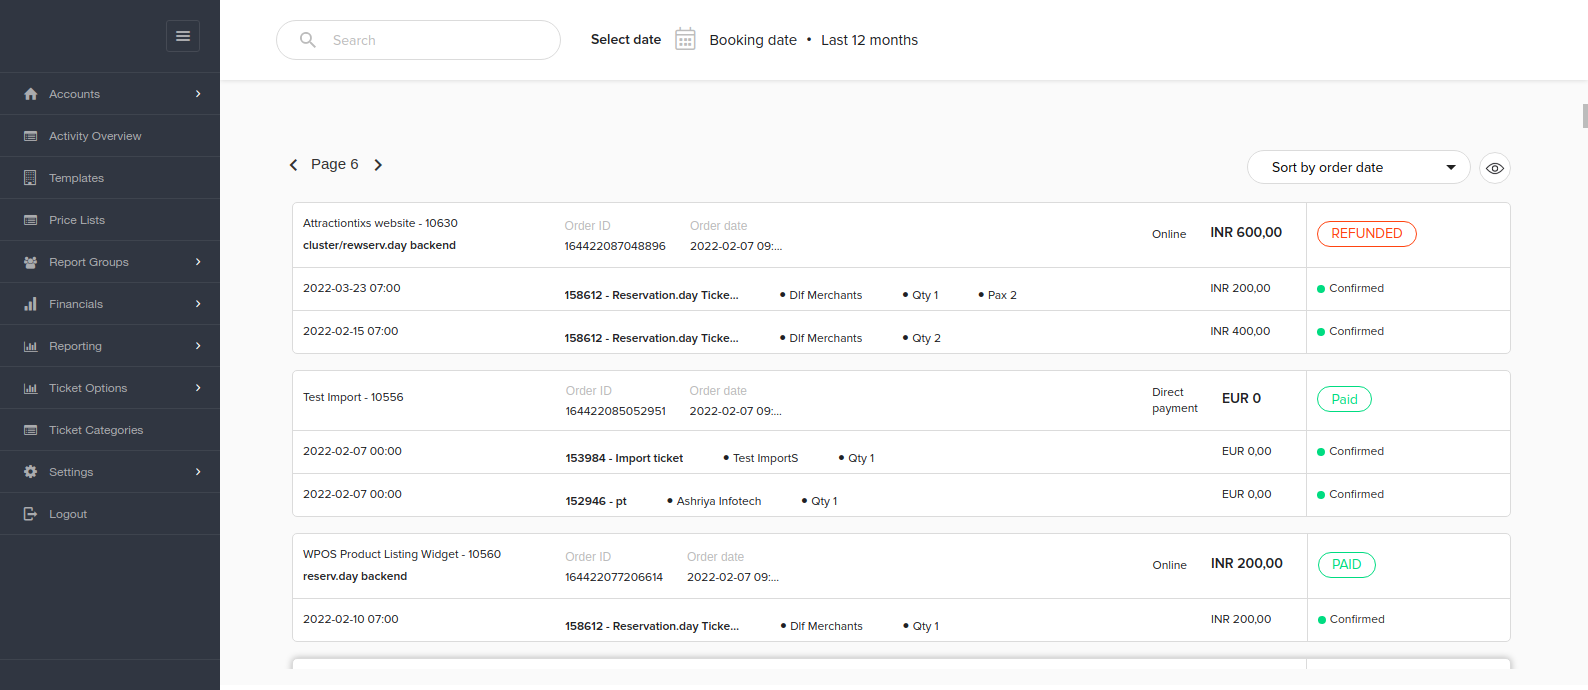 Search
Select date Booking date • Last 12 months
Accounts
Activity Overview
Templates
Price Lists
Report Groups
Financials
Reporting
Ticket Options
Ticket Categories
Settings
Logout
Page 6
Sort by order date
Attractiontixs website - 10630 Order ID Order date
cluster/rewserv.day backend 164422087048896 2022-02-07 09:...
Online INR 600,00 REFUNDED
2022-03-23 07:00 158612 - Reservation.day Ticke... • Dlf Merchants • Qty 1 • Pax 2 INR 200,00 Confirmed
2022-02-15 07:00 158612 - Reservation.day Ticke... • Dlf Merchants • Qty 2 INR 400,00 Confirmed
Test Import - 10556
Order ID Order date
164422085052951 2022-02-07 09:...
Direct
payment
EUR 0 Paid
2022-02-07 00:00 153984 - Import ticket • Test ImportS • Qty 1 EUR 0,00 Confirmed
2022-02-07 00:00 152946 - pt • Ashriya Infotech • Qty 1 EUR 0,00 Confirmed
WPOS Product Listing Widget - 10560 Order ID Order date
reserv.day backend 164422077206614 2022-02-07 09:...
Online INR 200,00 PAID
2022-02-10 07:00 158612 - Reservation.day Ticke... • Dlf Merchants • Qty 1 INR 200,00 Confirmed